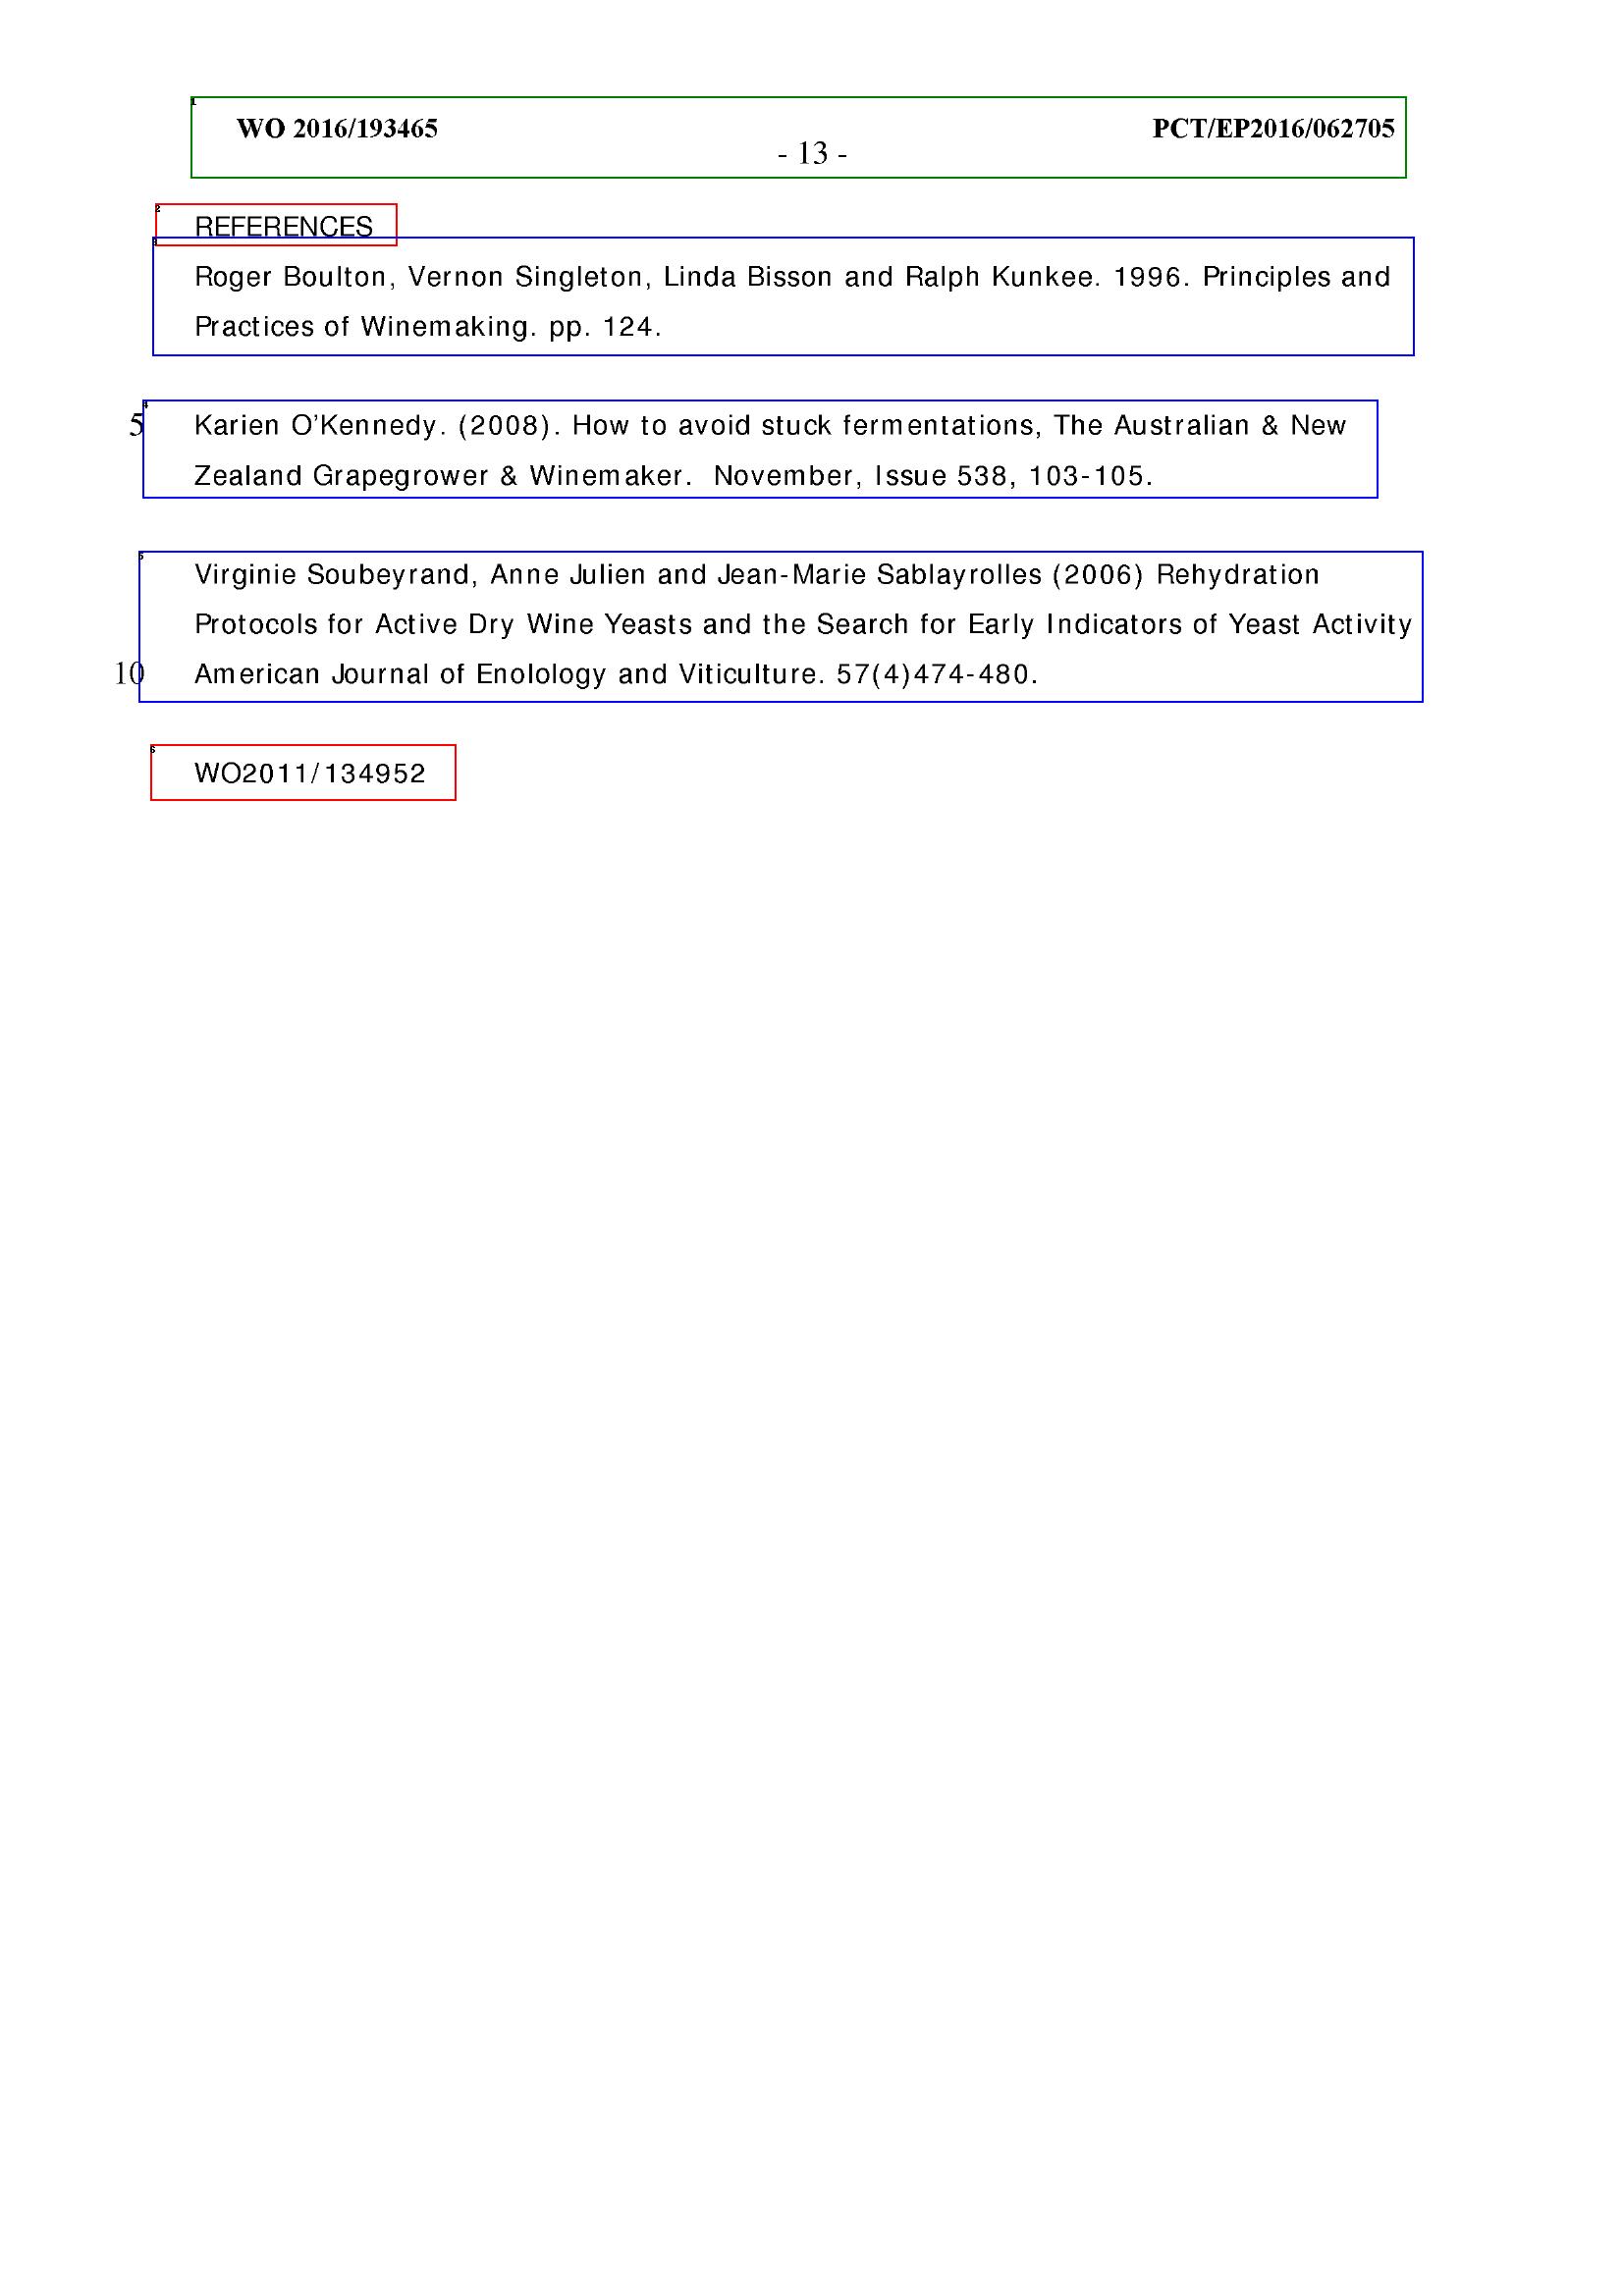 WO 2016/193465 PCT/EP2016/062705
- 13 -
REFERENCES
Roger Boulton, Vernon Singleton, Linda Bisson and Ralph Kunkee. 1996. Principles and
Practices of Winemaking. pp. 124.
5 Karien O'Kennedy. (2008). How to avoid stuck fermentations, The Australian & New
Zealand Grapegrower & Winemaker. November, Issue 538, 103-105.
Virginie Soubeyrand, Anne Julien and Jean-Marie Sablayrolles (2006) Rehydration
Protocols for Active Dry Wine Yeasts and the Search for Early Indicators of Yeast Activity
10 American Journal of Enolology and Viticulture. 57(4)474-480.
WO2011/134952